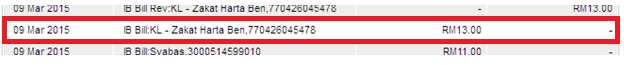 09 Mar 2015 IB Bill Rev:KL - Zakat Harta Ben,770426045478 - RM13.00
09 Mar 2015 IB Bill:KL - Zakat Harta Ben,770426045478 RM13.00 -
09 Mar 2015 IB Bill:Syabas,3000514599010 RM11.00 -